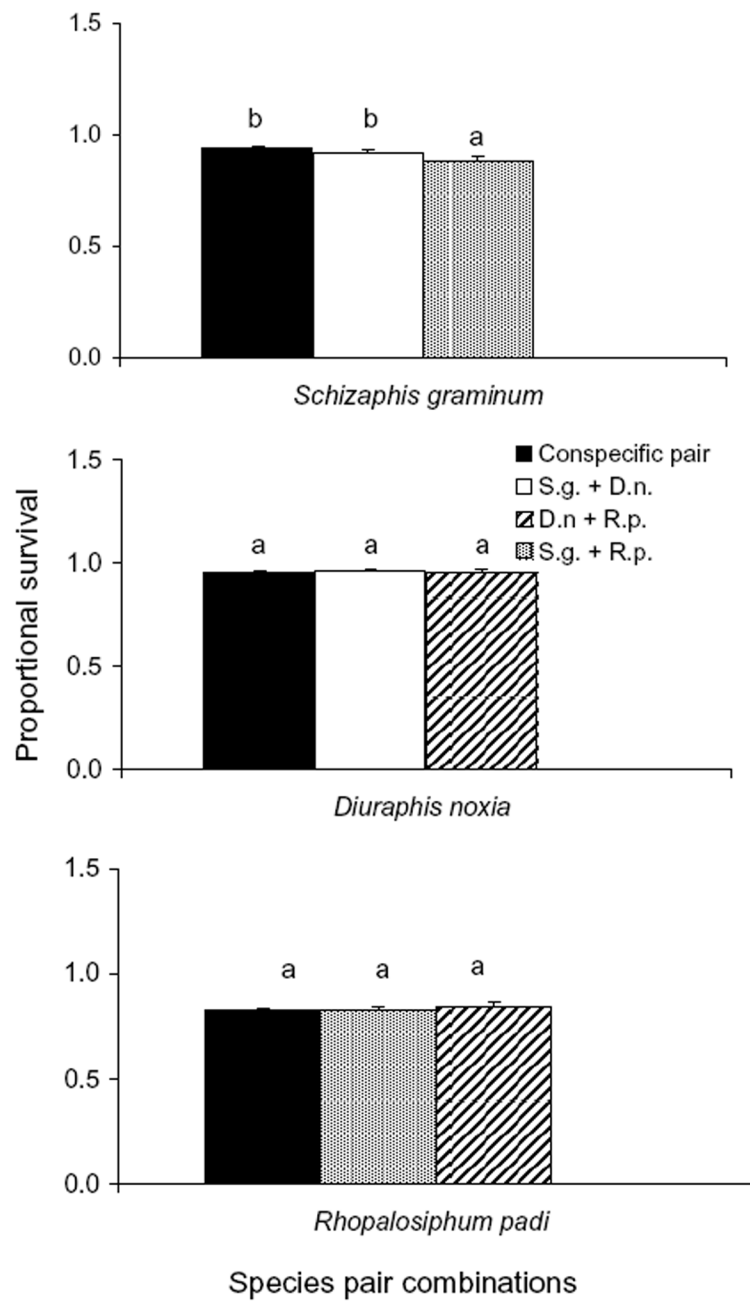 1.5
b b a
1.0
0.5
0.0
Schizaphis graminum
Proportional survival
1.5
Conspecific pair
S.g. + D.n.
D.n + R.p.
S.g. + R.p.
a a a
1.0
0.5
0.0
Diuraphis noxia
1.5
a a a
1.0
0.5
0.0
Rhopalosiphum padi
Species pair combinations